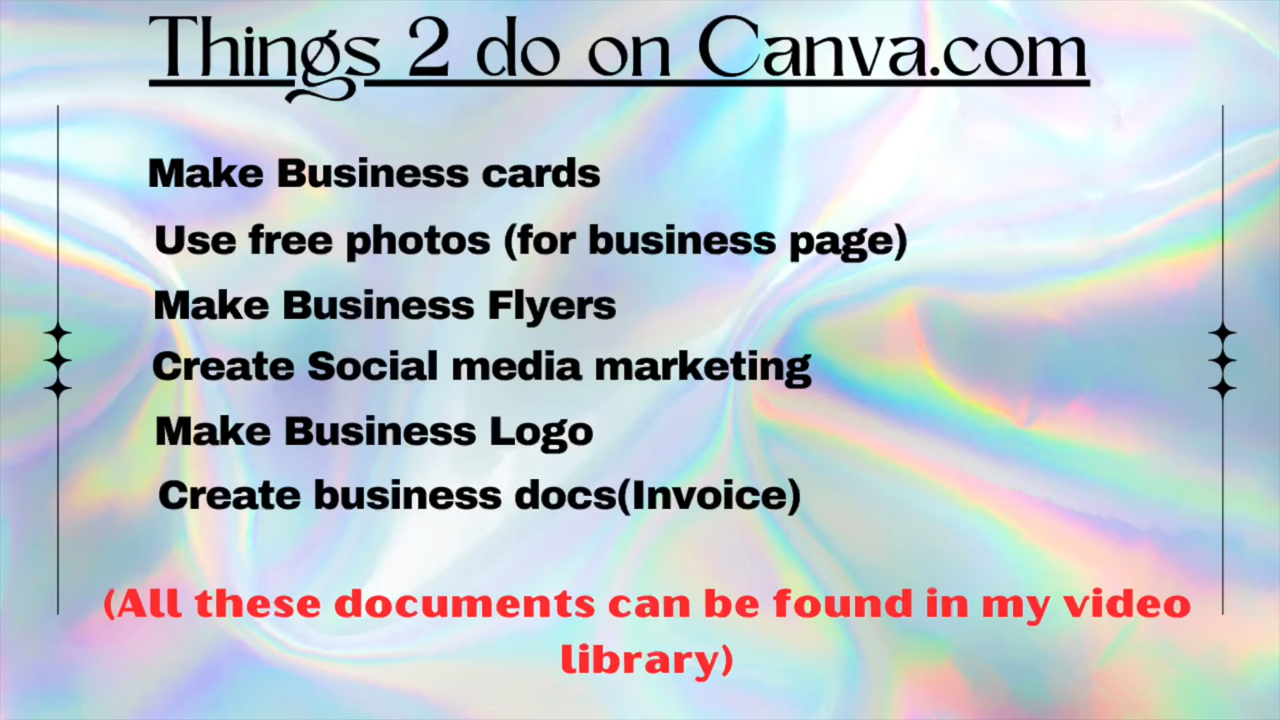 Things 2 do on Canva.com
Make Business cards
Use free photos (for business page)
Make Business Flyers
Create Social media marketing
Make Business Logo
Create business docs(Invoice)
(All these documents can be found in my video
library)